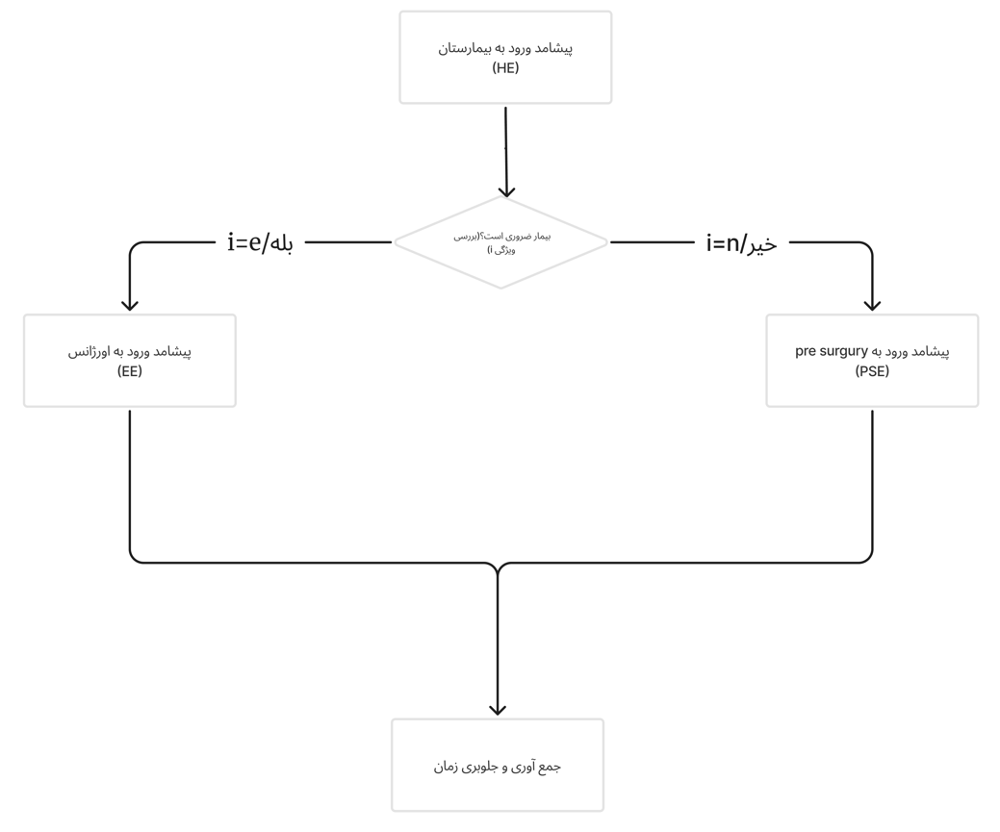 پیشامد ورود به بیمارستان
(HE)
بیمار ضروری است؟(بررسی
ویژگی i)
بله/i=e
خیر/i=n
پیشامد ورود به اورژانس
(EE)
پیشامد ورود به pre surgury
(PSE)
جمع آوری و جلوبری زمان